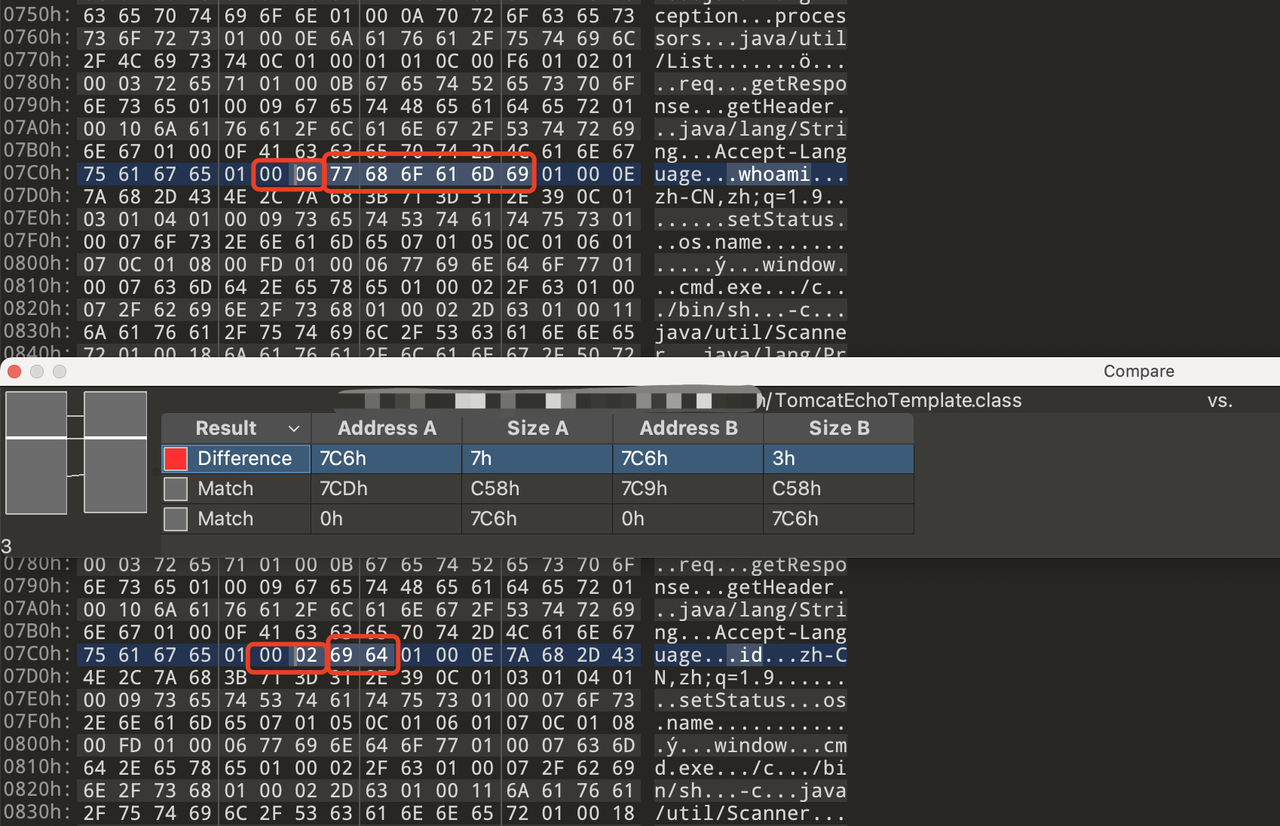 0750h: 63 65 70 74 69 6F 6E 01 00 0A 70 72 6F 63 65 73 ception...proces
0760h: 73 6F 72 73 01 00 0E 6A 61 76 61 2F 75 74 69 6C sors...java/util
0770h: 2F 4C 69 73 74 0C 01 00 01 01 0C 00 F6 01 02 01 /List.......ö...
0780h: 00 03 72 65 71 01 00 0B 67 65 74 52 65 73 70 6F ..req...getRespo
0790h: 6E 73 65 01 00 09 67 65 74 48 65 61 64 65 72 01 nse...getHeader.
07A0h: 00 10 6A 61 76 61 2F 6C 61 6E 67 2F 53 74 72 69 ..java/lang/Stri
07B0h: 6E 67 01 00 0F 41 63 63 65 70 74 2D 4C 61 6E 67 ng...Accept-Lang
07C0h: 75 61 67 65 01 00 06 77 68 6F 61 6D 69 01 00 0E uage...whoami...
07D0h: 7A 68 2D 43 4E 2C 7A 68 3B 71 3D 31 2E 39 0C 01 zh-CN,zh;q=1.9..
07E0h: 03 01 04 01 00 09 73 65 74 53 74 61 74 75 73 01 ......setStatus.
07F0h: 00 07 6F 73 2E 6E 61 6D 65 07 01 05 0C 01 06 01 ..os.name.......
0800h: 07 0C 01 08 00 FD 01 00 06 77 69 6E 64 6F 77 01 .....ý...window.
0810h: 00 07 63 6D 64 2E 65 78 65 01 00 02 2F 63 01 00 ..cmd.exe.../c..
0820h: 07 2F 62 69 6E 2F 73 68 01 00 02 2D 63 01 00 11 ./bin/sh...-c...
0830h: 6A 61 76 61 2F 75 74 69 6C 2F 53 63 61 6E 6E 65 java/util/Scanne
0840h: 72 01 00 18 6A 61 76 61 2F 6C 61 6E 67 2F 50 72 r...java/lang/Pr
Compare
/TomcatEchoTemplate.class vs.
Result Address A Size A Address B Size B
Difference 7C6h 7h 7C6h 3h
Match 7CDh C58h 7C9h C58h
Match 0h 7C6h 0h 7C6h
3
0780h: 00 03 72 65 71 01 00 0B 67 65 74 52 65 73 70 6F ..req...getRespo
0790h: 6E 73 65 01 00 09 67 65 74 48 65 61 64 65 72 01 nse...getHeader.
07A0h: 00 10 6A 61 76 61 2F 6C 61 6E 67 2F 53 74 72 69 ..java/lang/Stri
07B0h: 6E 67 01 00 0F 41 63 63 65 70 74 2D 4C 61 6E 67 ng...Accept-Lang
07C0h: 75 61 67 65 01 00 02 69 64 01 00 0E 7A 68 2D 43 uage...id...zh-C
07D0h: 4E 2C 7A 68 3B 71 3D 31 2E 39 0C 01 03 01 04 01 N,zh;q=1.9......
07E0h: 00 09 73 65 74 53 74 61 74 75 73 01 00 07 6F 73 ..setStatus...os
07F0h: 2E 6E 61 6D 65 07 01 05 0C 01 06 01 07 0C 01 08 .name...........
0800h: 00 FD 01 00 06 77 69 6E 64 6F 77 01 00 07 63 6D .ý...window...cm
0810h: 64 2E 65 78 65 01 00 02 2F 63 01 00 07 2F 62 69 d.exe.../c.../bi
0820h: 6E 2F 73 68 01 00 02 2D 63 01 00 11 6A 61 76 61 n/sh...-c...java
0830h: 2F 75 74 69 6C 2F 53 63 61 6E 6E 65 72 01 00 18 /util/Scanner...